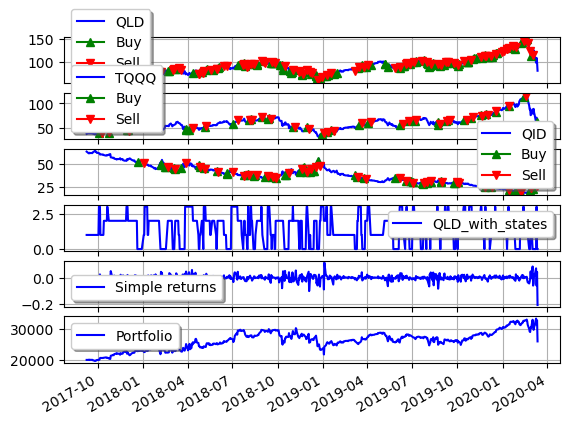 QLD
Buy
Sell
150
100
TQQQ
Buy
Sell
100
50
QID
Buy
Sell
50
25
QLD_with_states
2.5
0.0
Simple returns
0.0
−0.2
Portfolio
30000
20000
2017-10
2018-01
2018-04
2018-07
2018-10
2019-01
2019-04
2019-07
2019-10
2020-01
2020-04